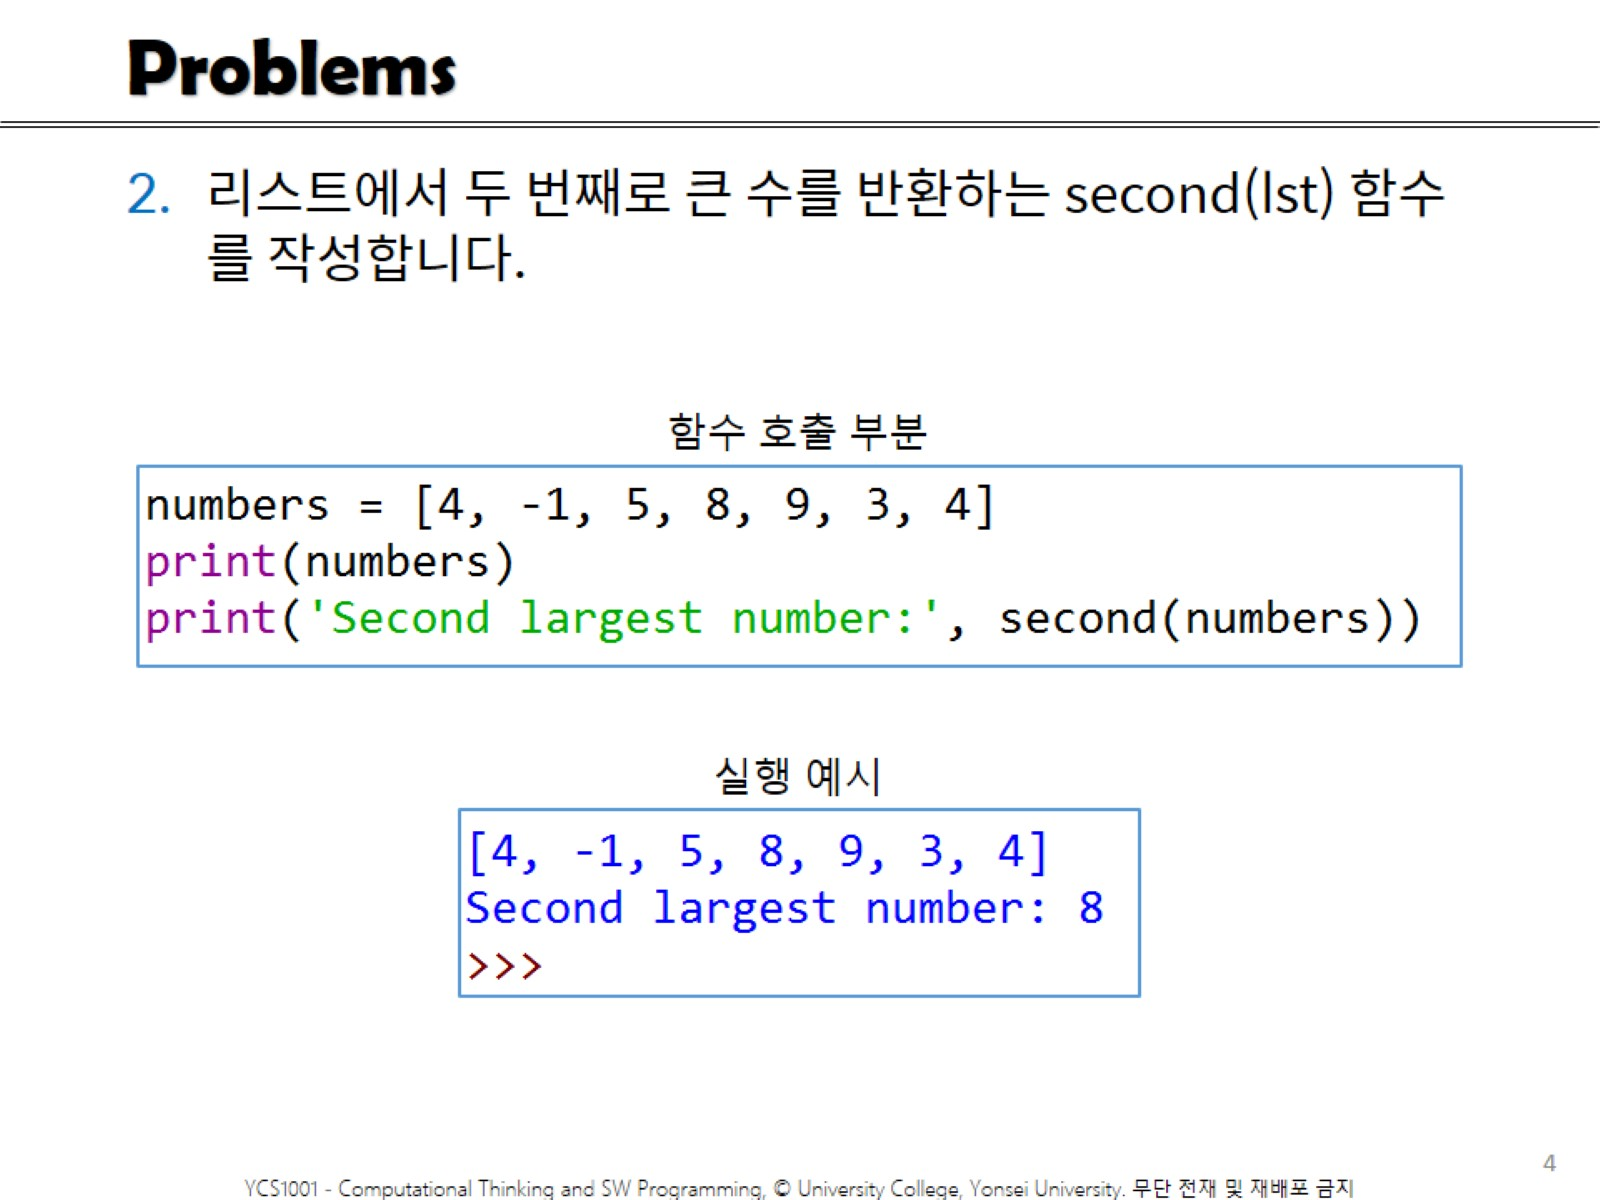 Problems
2. 리스트에서 두 번째로 큰 수를 반환하는 second(lst) 함수
를 작성합니다.
함수 호출 부분
numbers = [4, -1, 5, 8, 9, 3, 4]
print(numbers)
print('Second largest number:', second(numbers))
실행 예시
[4, -1, 5, 8, 9, 3, 4]
Second largest number: 8
>>>
4
YCS1001 - Computational Thinking and SW Programming, © University College, Yonsei University. 무단 전재 및 재배포 금지